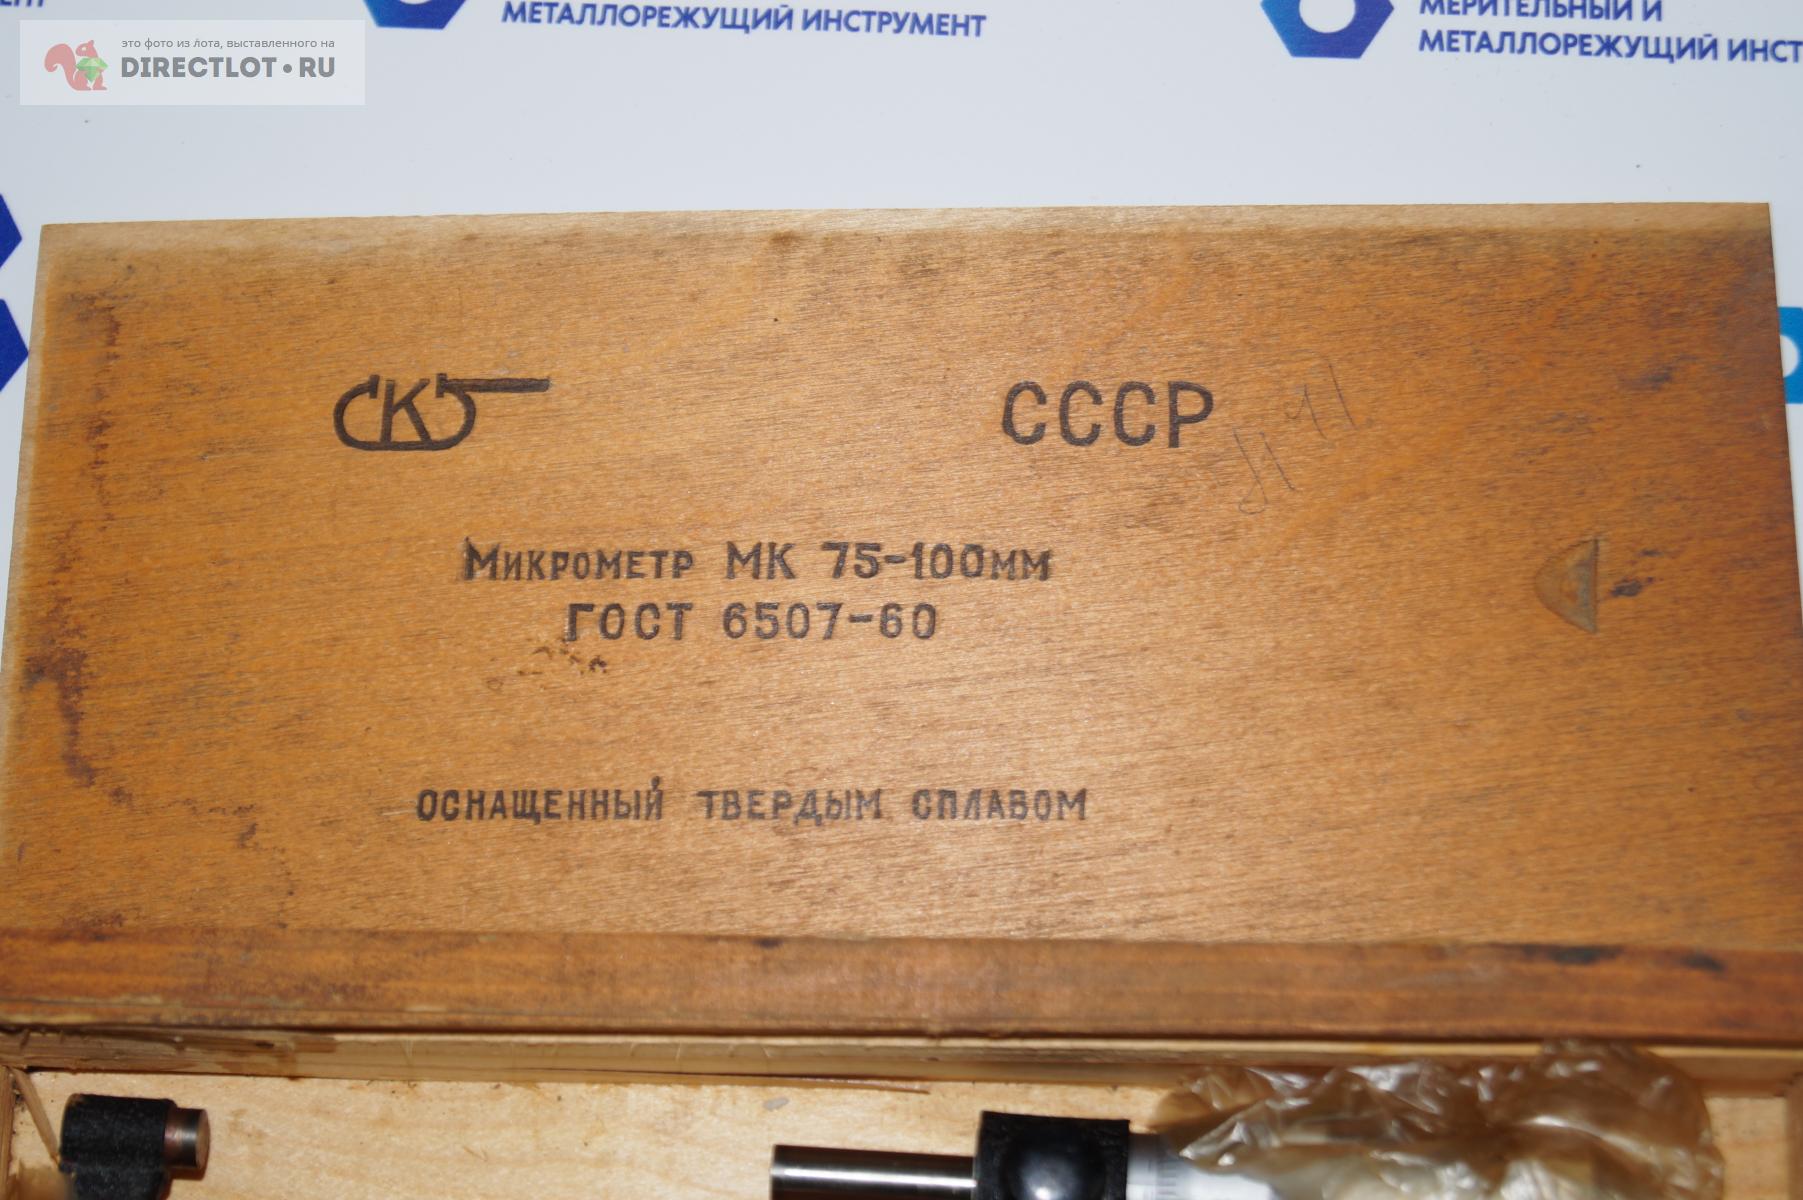 МЕТАЛЛОРЕЖУЩИЙ ИНСТРУМЕНТ
МЕРИТЕЛЬНЫЙ И
МЕТАЛЛОРЕЖУЩИЙ ИНСТ
это фото из лота, выставленного на
DIRECTLOT•RU
СКБ СССР
МИКРОМЕТР МК 75-100ММ
ГОСТ 6507-60
ОСНАЩЕННЫЙ ТВЕРДЫМ СПЛАВОМ